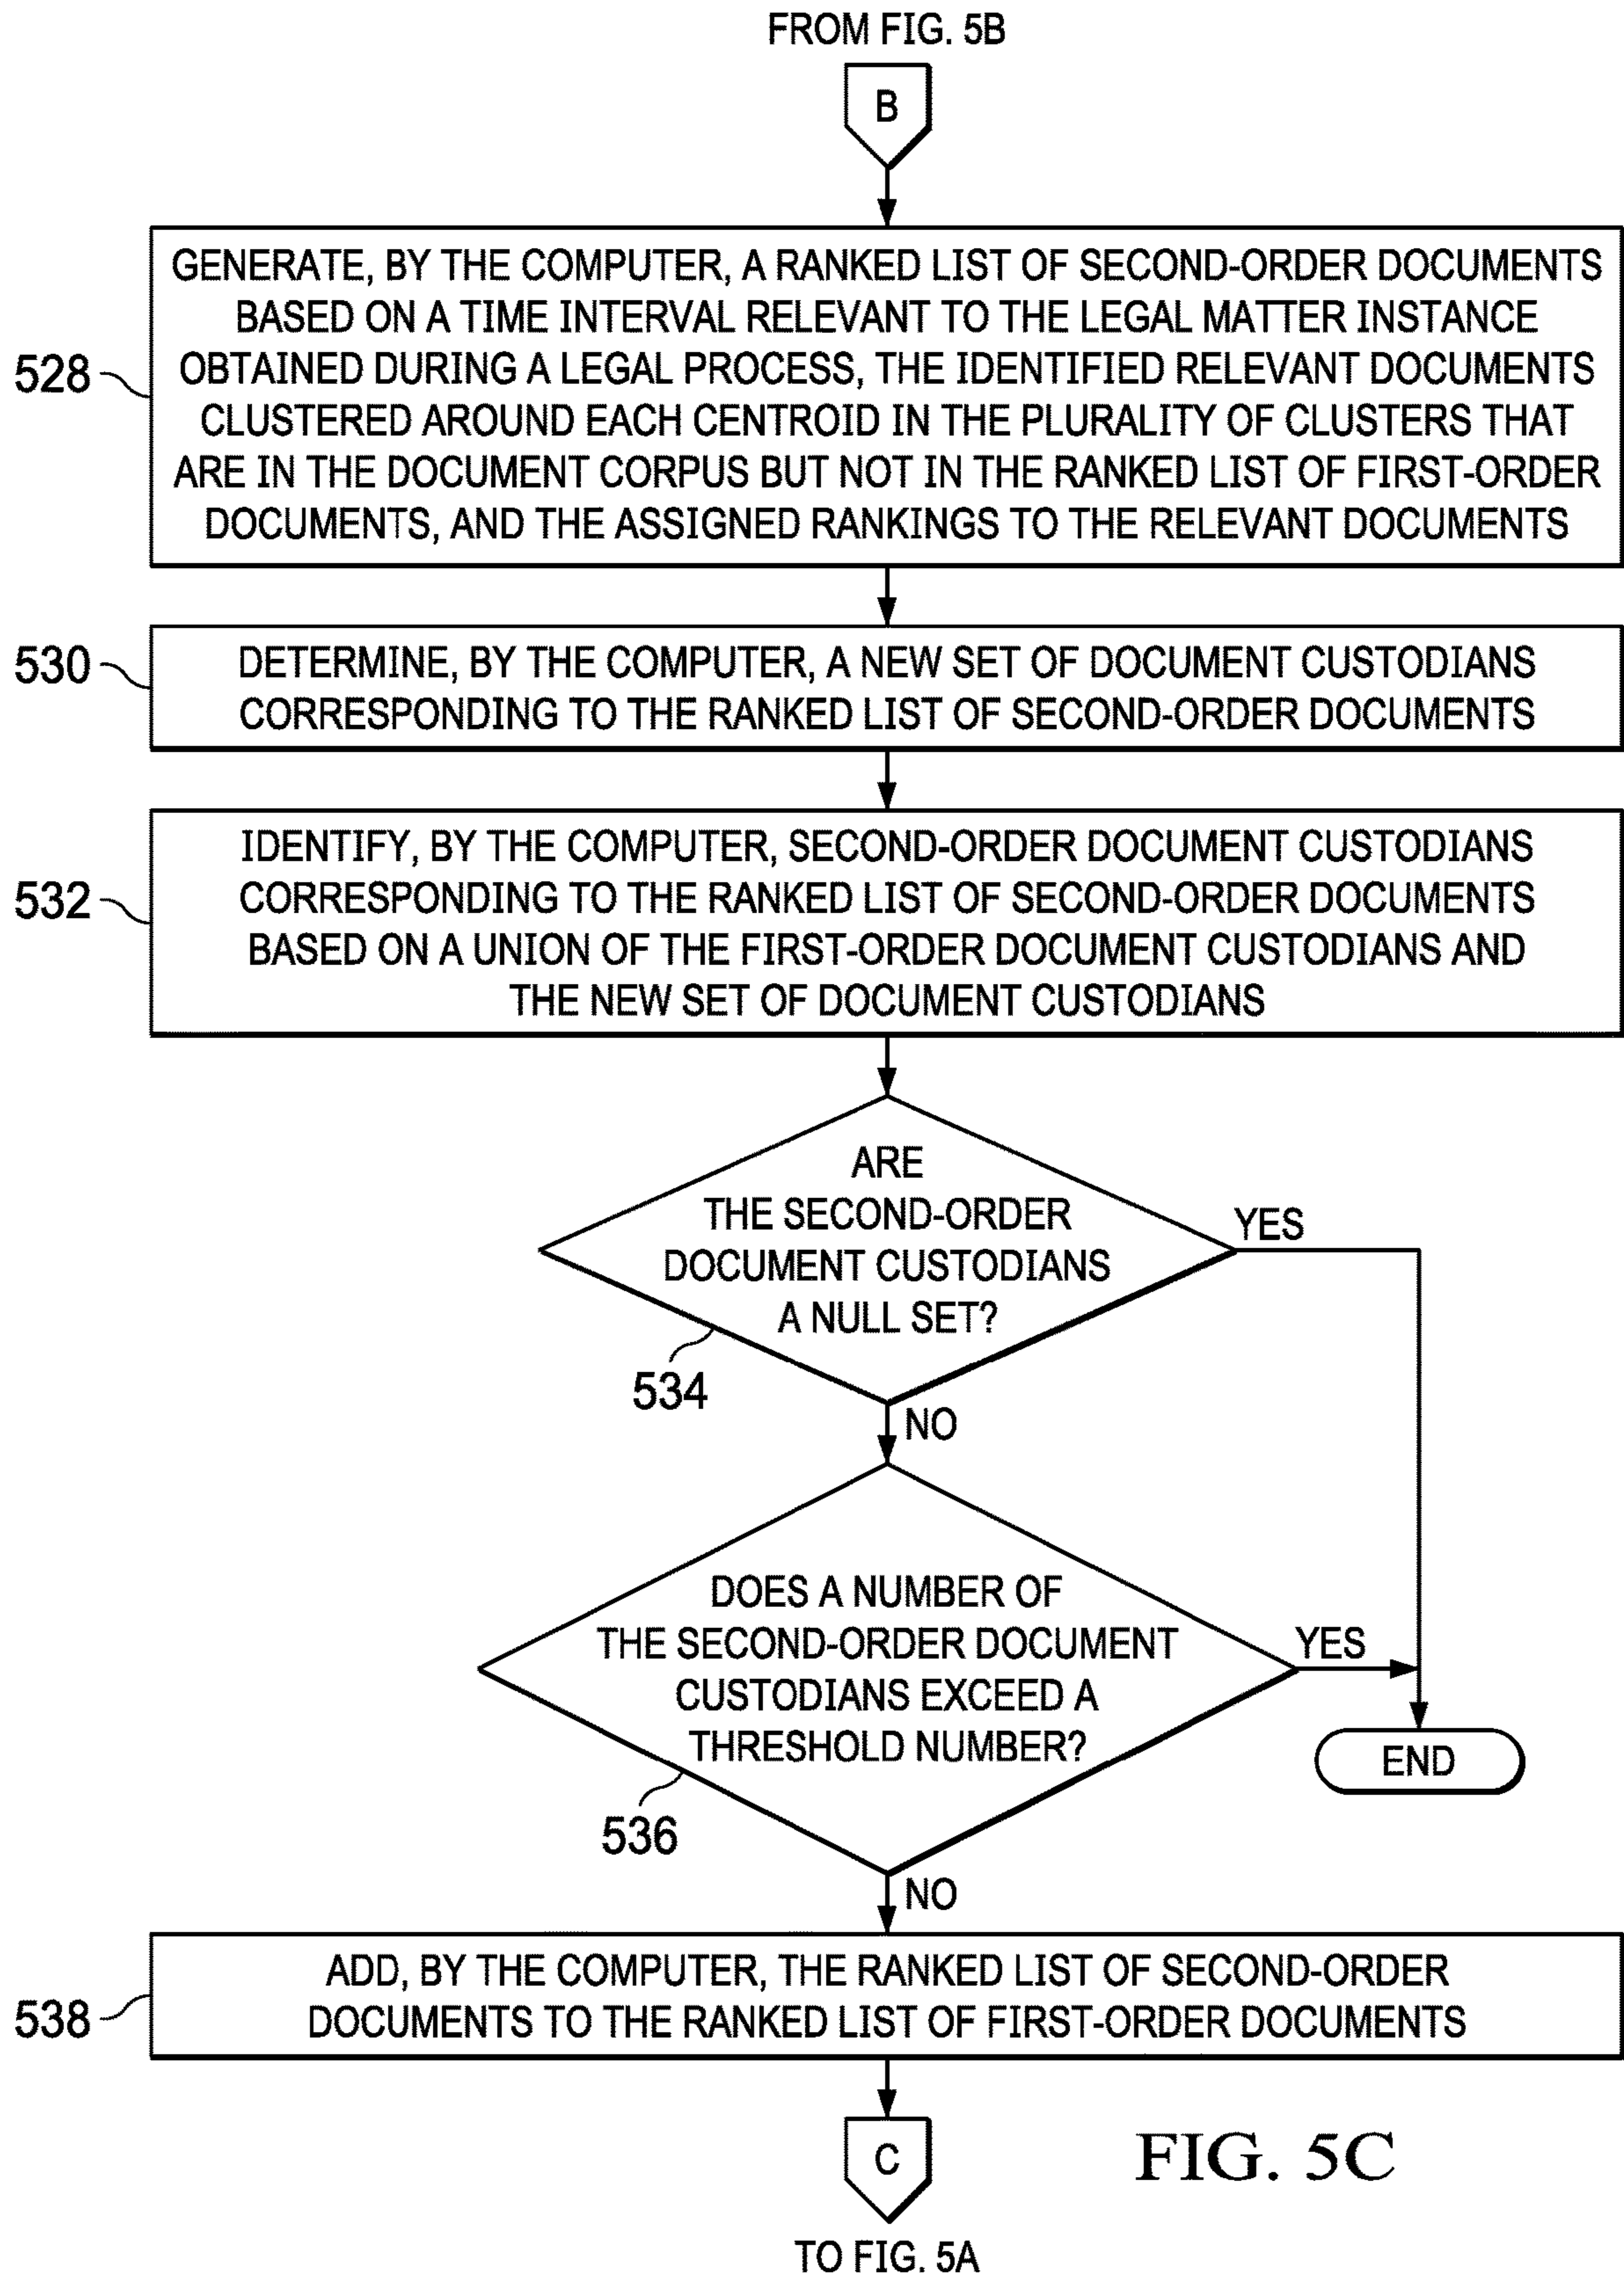 FROM FIG. 5B
B
528
GENERATE, BY THE COMPUTER, A RANKED LIST OF SECOND-ORDER DOCUMENTS
BASED ON A TIME INTERVAL RELEVANT TO THE LEGAL MATTER INSTANCE
OBTAINED DURING A LEGAL PROCESS, THE IDENTIFIED RELEVANT DOCUMENTS
CLUSTERED AROUND EACH CENTROID IN THE PLURALITY OF CLUSTERS THAT
ARE IN THE DOCUMENT CORPUS BUT NOT IN THE RANKED LIST OF FIRST-ORDER
DOCUMENTS, AND THE ASSIGNED RANKINGS TO THE RELEVANT DOCUMENTS
530
DETERMINE, BY THE COMPUTER, A NEW SET OF DOCUMENT CUSTODIANS
CORRESPONDING TO THE RANKED LIST OF SECOND-ORDER DOCUMENTS
532
IDENTIFY, BY THE COMPUTER, SECOND-ORDER DOCUMENT CUSTODIANS
CORRESPONDING TO THE RANKED LIST OF SECOND-ORDER DOCUMENTS
BASED ON A UNION OF THE FIRST-ORDER DOCUMENT CUSTODIANS AND
THE NEW SET OF DOCUMENT CUSTODIANS
ARE
THE SECOND-ORDER
DOCUMENT CUSTODIANS
A NULL SET?
YES
534
NO
DOES A NUMBER OF
THE SECOND-ORDER DOCUMENT
CUSTODIANS EXCEED A
THRESHOLD NUMBER?
YES
END
536
NO
538
ADD, BY THE COMPUTER, THE RANKED LIST OF SECOND-ORDER
DOCUMENTS TO THE RANKED LIST OF FIRST-ORDER DOCUMENTS
C
FIG. 5C
TO FIG. 5A